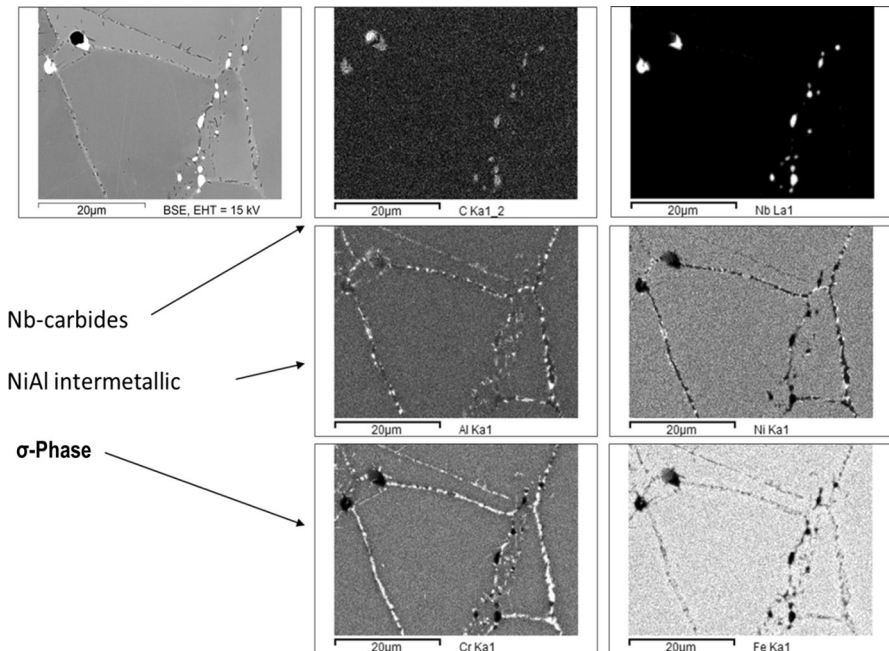 20µm BSE, EHT = 15 kV
20µm C Ka1_2
20µm Nb La1
Nb-carbides
NiAl intermetallic
20µm Al Ka1
20µm Ni Ka1
σ-Phase
20µm Cr Ka1
20µm Fe Ka1